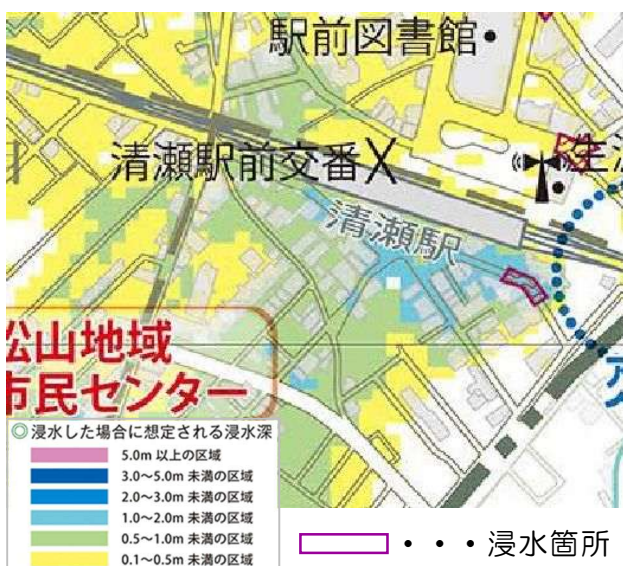 駅前図書館
清瀬駅前交番
清瀬駅
松山地域
市民センター
◎浸水した場合に想定される浸水深
5.0m 以上の区域
3.0〜5.0m 未満の区域
2.0〜3.0m 未満の区域
1.0〜2.0m 未満の区域
0.5〜1.0m 未満の区域
0.1〜0.5m 未満の区域
・・・浸水箇所